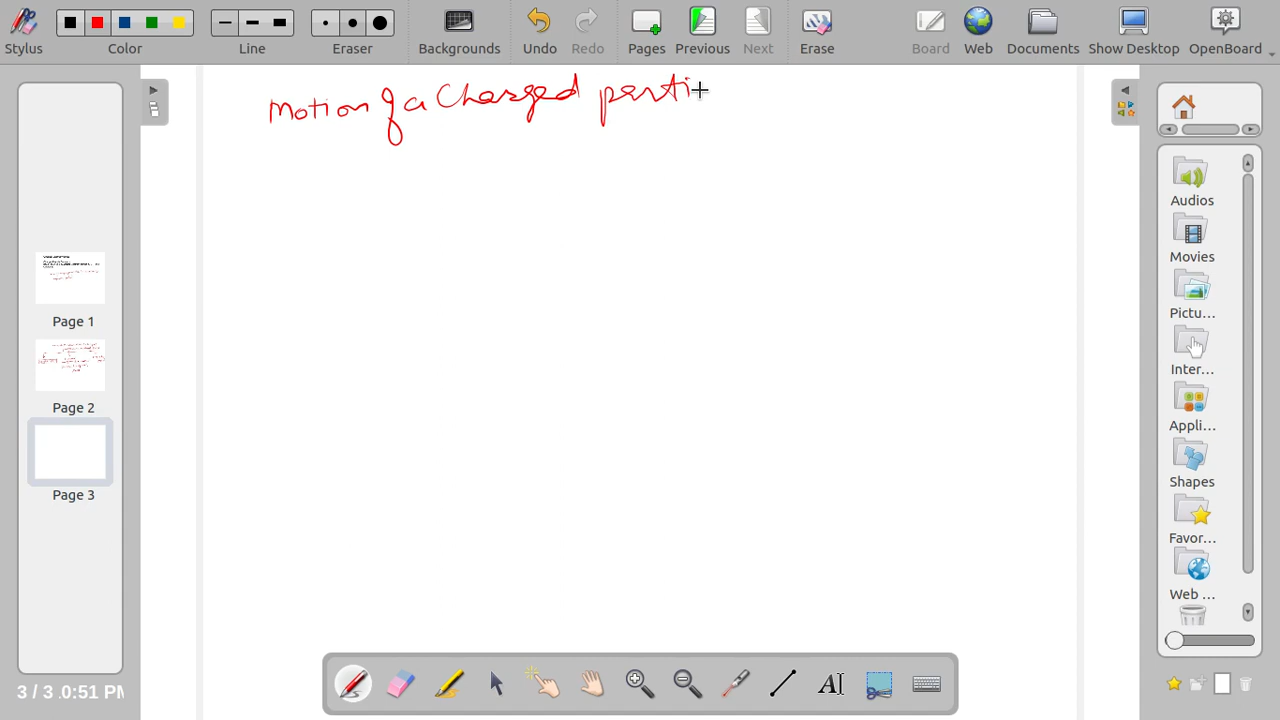 Stylus Color Line Eraser Backgrounds Undo Redo Pages Previous Next Erase Board Web Documents Show Desktop OpenBoard
Motion of a Charged parti
Page 1
Page 2
Page 3
3 / 3
0:51 PM
Audios
Movies
Pictu...
Inter...
Appli...
Shapes
Favor...
Web ...